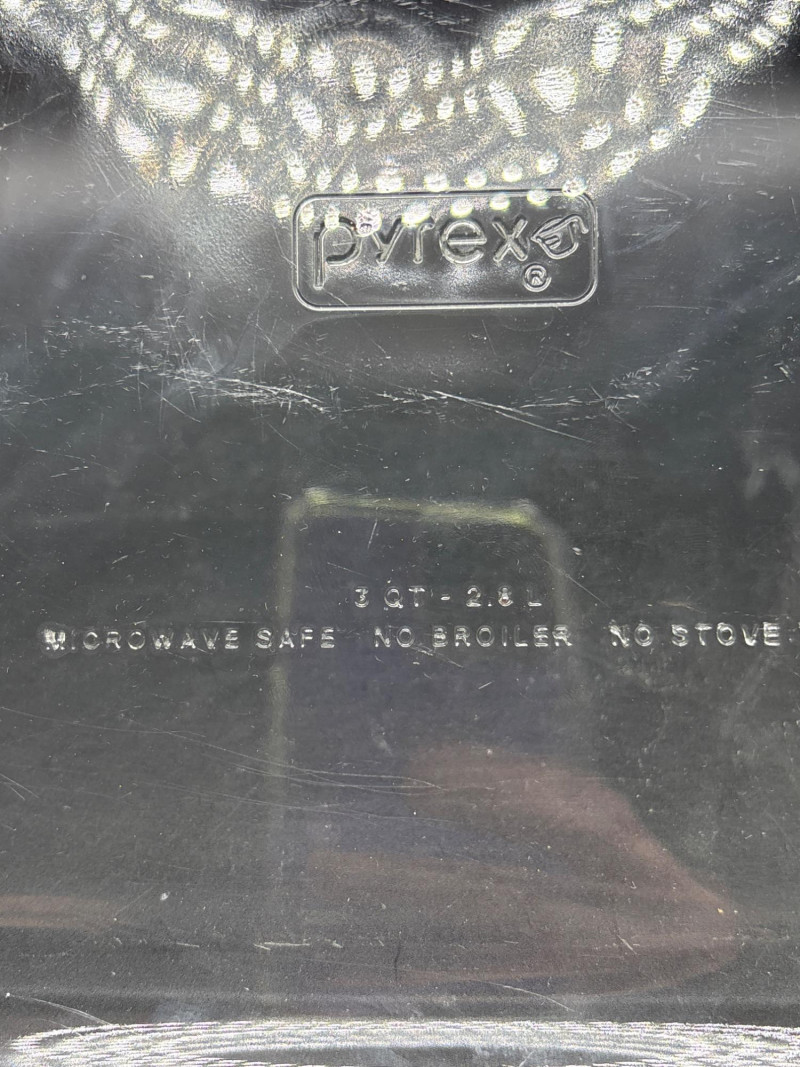 pyrex®
3 QT - 2.8 L
MICROWAVE SAFE NO BROILER NO STOVE